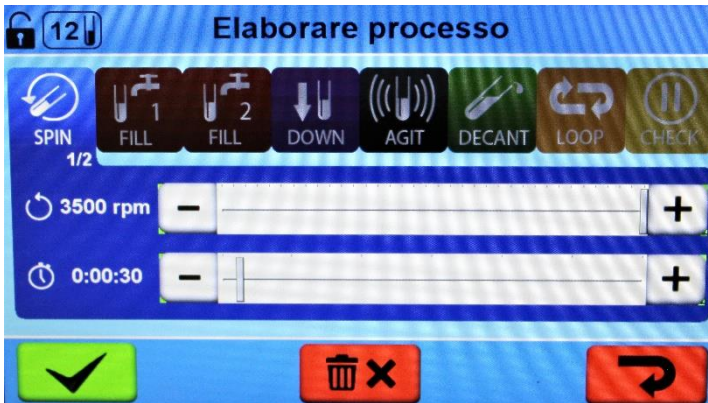 12
Elaborare processo
SPIN
1/2
1
FILL
2
FILL
DOWN
AGIT
DECANT
LOOP
CHECK
3500 rpm
0:00:30